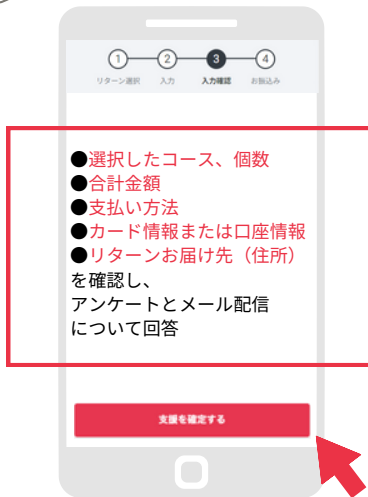 1 2 3 4
リターン選択 入力 入力確認 お振込み
●選択したコース、個数
●合計金額
●支払い方法
●カード情報または口座情報
●リターンお届け先（住所）
を確認し、
アンケートとメール配信
について回答
支援を確定する